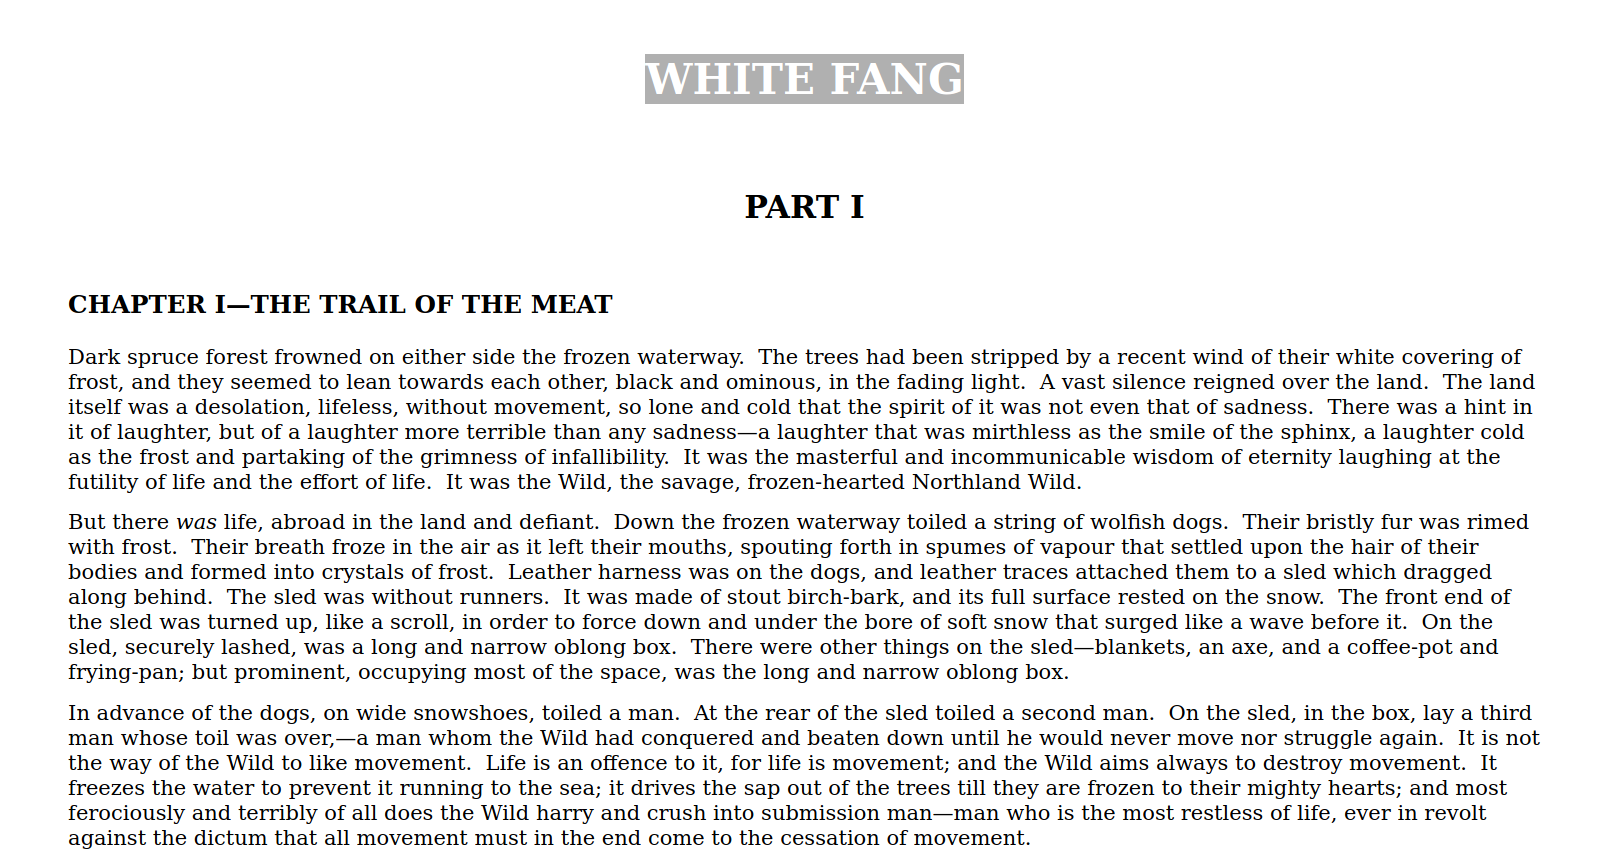 WHITE FANG
PART I
CHAPTER I—THE TRAIL OF THE MEAT
Dark spruce forest frowned on either side the frozen waterway.  The trees had been stripped by a recent wind of their white covering of
frost, and they seemed to lean towards each other, black and ominous, in the fading light.  A vast silence reigned over the land.  The land
itself was a desolation, lifeless, without movement, so lone and cold that the spirit of it was not even that of sadness.  There was a hint in
it of laughter, but of a laughter more terrible than any sadness—a laughter that was mirthless as the smile of the sphinx, a laughter cold
as the frost and partaking of the grimness of infallibility.  It was the masterful and incommunicable wisdom of eternity laughing at the
futility of life and the effort of life.  It was the Wild, the savage, frozen-hearted Northland Wild.
But there was life, abroad in the land and defiant.  Down the frozen waterway toiled a string of wolfish dogs.  Their bristly fur was rimed
with frost.  Their breath froze in the air as it left their mouths, spouting forth in spumes of vapour that settled upon the hair of their
bodies and formed into crystals of frost.  Leather harness was on the dogs, and leather traces attached them to a sled which dragged
along behind.  The sled was without runners.  It was made of stout birch-bark, and its full surface rested on the snow.  The front end of
the sled was turned up, like a scroll, in order to force down and under the bore of soft snow that surged like a wave before it.  On the
sled, securely lashed, was a long and narrow oblong box.  There were other things on the sled—blankets, an axe, and a coffee-pot and
frying-pan; but prominent, occupying most of the space, was the long and narrow oblong box.
In advance of the dogs, on wide snowshoes, toiled a man.  At the rear of the sled toiled a second man.  On the sled, in the box, lay a third
man whose toil was over,—a man whom the Wild had conquered and beaten down until he would never move nor struggle again.  It is not
the way of the Wild to like movement.  Life is an offence to it, for life is movement; and the Wild aims always to destroy movement.  It
freezes the water to prevent it running to the sea; it drives the sap out of the trees till they are frozen to their mighty hearts; and most
ferociously and terribly of all does the Wild harry and crush into submission man—man who is the most restless of life, ever in revolt
against the dictum that all movement must in the end come to the cessation of movement.